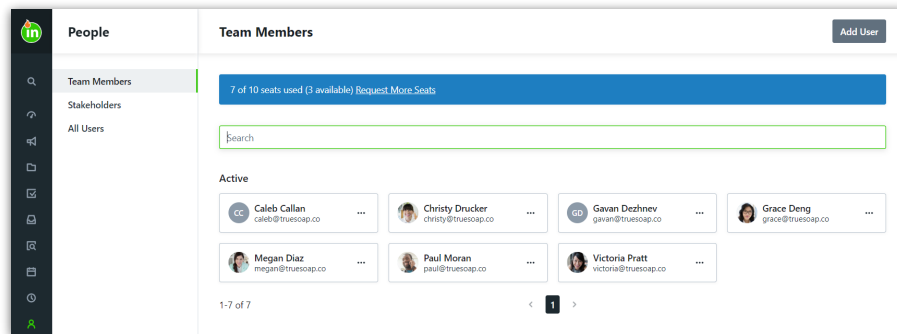 in
People
Team Members
Add User
Team Members
Stakeholders
All Users
7 of 10 seats used (3 available) Request More Seats
Search
Active
CC
Caleb Callan
caleb@truesoap.co
...
Christy Drucker
christy@truesoap.co
...
GD
Gavan Dezhnev
gavan@truesoap.co
...
Grace Deng
grace@truesoap.co
...
Megan Diaz
megan@truesoap.co
...
Paul Moran
paul@truesoap.co
...
Victoria Pratt
victoria@truesoap.co
...
1-7 of 7
< 1 >